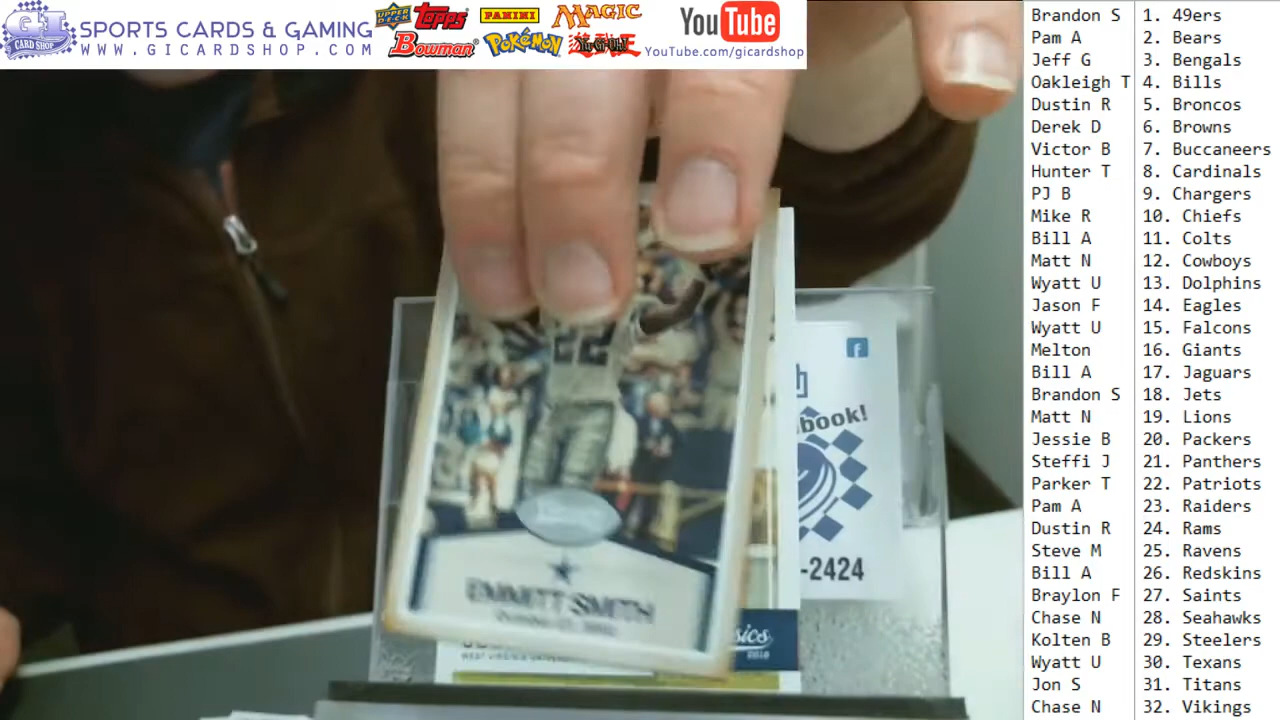 SPORTS CARDS & GAMING
WWW.GICARDSHOP.COM
GI
CARD SHOP
UPPER DECK
Topps
Bowman
PANINI
Pokémon
MAGIC
Yu-Gi-Oh!
YouTube
YouTube.com/gicardshop
Brandon S 1. 49ers
Pam A 2. Bears
Jeff G 3. Bengals
Oakleigh T 4. Bills
Dustin R 5. Broncos
Derek D 6. Browns
Victor B 7. Buccaneers
Hunter T 8. Cardinals
PJ B 9. Chargers
Mike R 10. Chiefs
Bill A 11. Colts
Matt N 12. Cowboys
Wyatt U 13. Dolphins
Jason F 14. Eagles
Wyatt U 15. Falcons
Melton 16. Giants
Bill A 17. Jaguars
Brandon S 18. Jets
Matt N 19. Lions
Jessie B 20. Packers
Steffi J 21. Panthers
Parker T 22. Patriots
Pam A 23. Raiders
Dustin R 24. Rams
Steve M 25. Ravens
Bill A 26. Redskins
Braylon F 27. Saints
Chase N 28. Seahawks
Kolten B 29. Steelers
Wyatt U 30. Texans
Jon S 31. Titans
Chase N 32. Vikings
22
f
book!
-2424
EMMITT SMITH
sics
2018